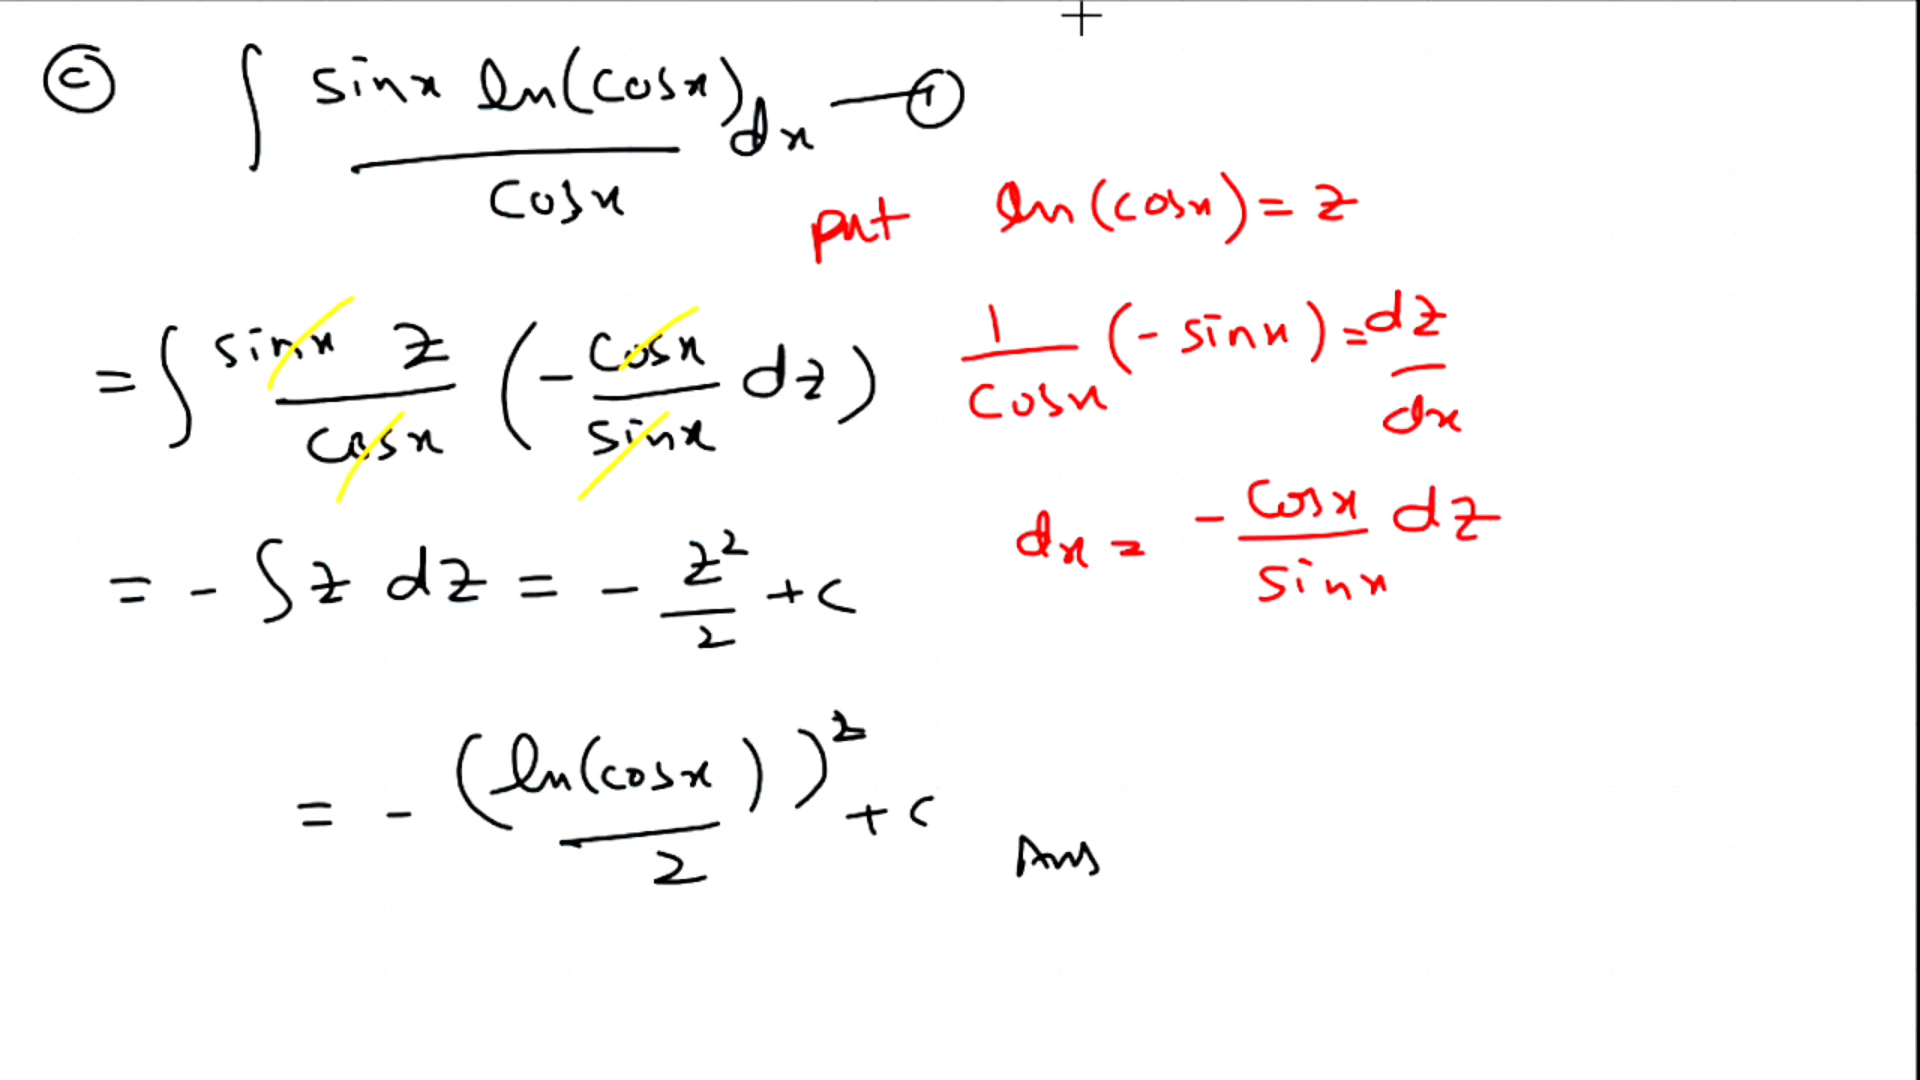 (c) ∫ sinx ln(cosx)/cosx dx — (1)
put ln(cosx) = z
= ∫ sinx z/cosx (- cosx/sinx dz)
1/cosx (- sinx) = dz/dx
dx = - cosx/sinx dz
= - ∫ z dz = - z²/2 + c
= - (ln(cosx))²/2 + c
Ans